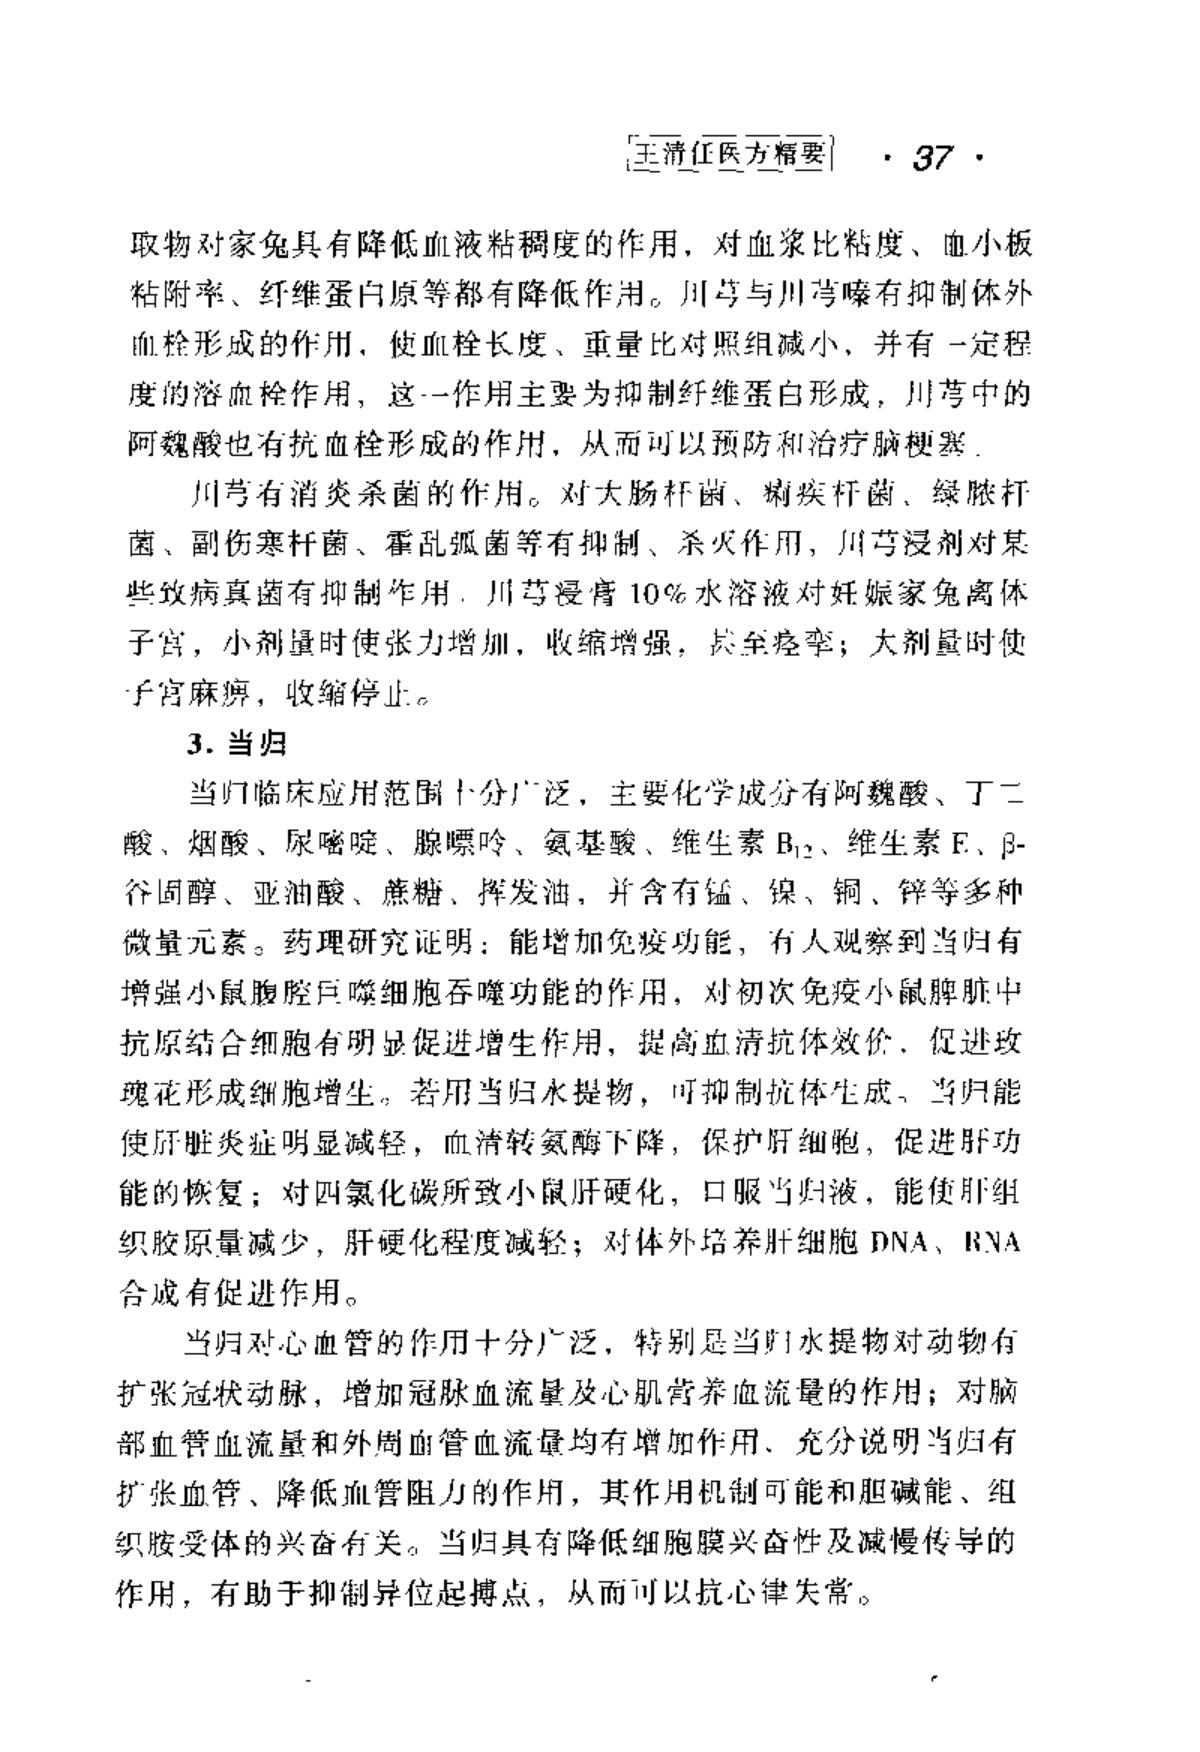 王清任医方精要 · 37 ·
取物对家兔具有降低血液粘稠度的作用，对血浆比粘度、血小板
粘附率、纤维蛋白原等都有降低作用。川芎与川芎嗪有抑制体外
血栓形成的作用，使血栓长度、重量比对照组减小，并有一定程
度的溶血栓作用，这一作用主要为抑制纤维蛋白形成，川芎中的
阿魏酸也有抗血栓形成的作用，从而可以预防和治疗脑梗塞.
川芎有消炎杀菌的作用。对大肠杆菌、痢疾杆菌、绿脓杆
菌、副伤寒杆菌、霍乱弧菌等有抑制、杀灭作用，川芎浸剂对某
些致病真菌有抑制作用．川芎浸膏10%水溶液对妊娠家兔离体
子宫，小剂量时使张力增加，收缩增强，甚至痉挛；大剂量时使
子宫麻痹，收缩停止。
3. 当归
当归临床应用范围十分广泛，主要化学成分有阿魏酸、丁二
酸、烟酸、尿嘧啶、腺嘌呤、氨基酸、维生素B₁₂、维生素E、β-
谷固醇、亚油酸、蔗糖、挥发油，并含有锰、镍、铜、锌等多种
微量元素。药理研究证明：能增加免疫功能，有人观察到当归有
增强小鼠腹腔巨噬细胞吞噬功能的作用，对初次免疫小鼠脾脏中
抗原结合细胞有明显促进增生作用，提高血清抗体效价．促进玫
瑰花形成细胞增生。若用当归水提物，可抑制抗体生成。当归能
使肝脏炎症明显减轻，血清转氨酶下降，保护肝细胞，促进肝功
能的恢复；对四氯化碳所致小鼠肝硬化，口服当归液，能使肝组
织胶原量减少，肝硬化程度减轻；对体外培养肝细胞DNA、RNA
合成有促进作用。
当归对心血管的作用十分广泛，特别是当归水提物对动物有
扩张冠状动脉，增加冠脉血流量及心肌营养血流量的作用；对脑
部血管血流量和外周血管血流量均有增加作用、充分说明当归有
扩张血管、降低血管阻力的作用，其作用机制可能和胆碱能、组
织胺受体的兴奋有关。当归具有降低细胞膜兴奋性及减慢传导的
作用，有助于抑制异位起搏点，从而可以抗心律失常。